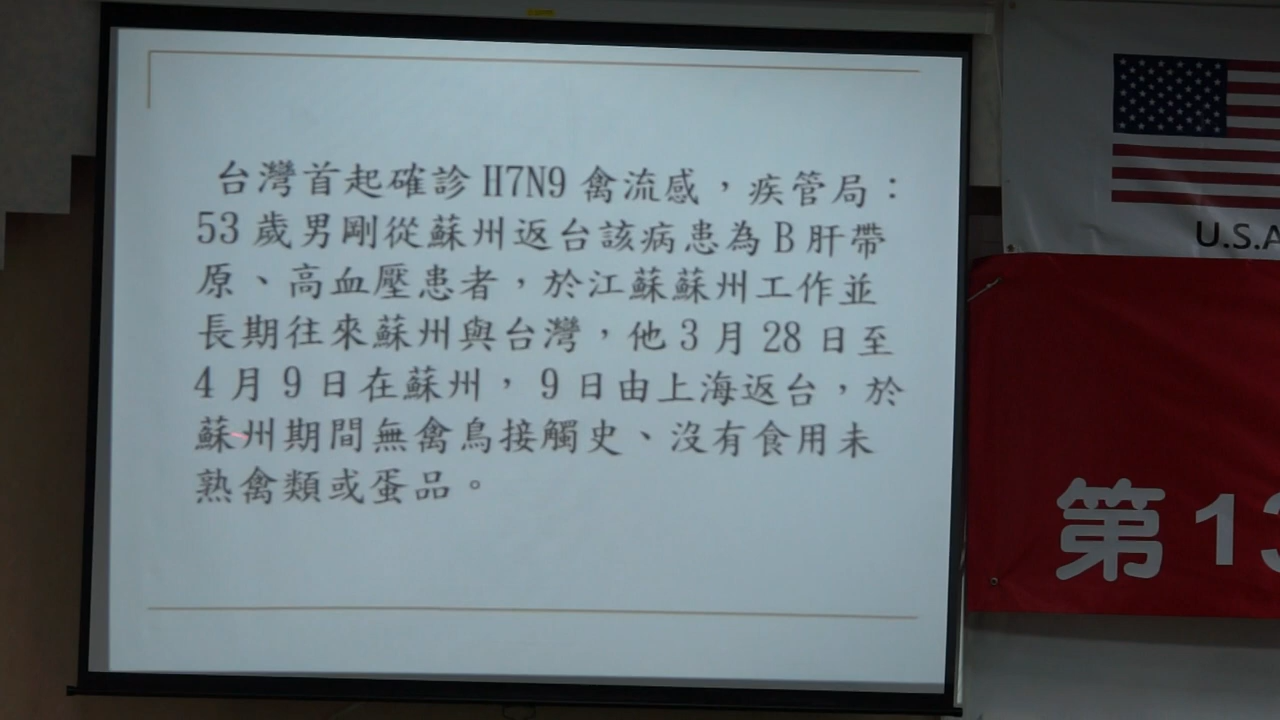 台灣首起確診 H7N9 禽流感，疾管局：
53 歲男剛從蘇州返台該病患為 B 肝帶
原、高血壓患者，於江蘇蘇州工作並
長期往來蘇州與台灣，他 3 月 28 日至
4 月 9 日在蘇州， 9 日由上海返台，於
蘇州期間無禽鳥接觸史、沒有食用未
熟禽類或蛋品。
U.S.A
第 13